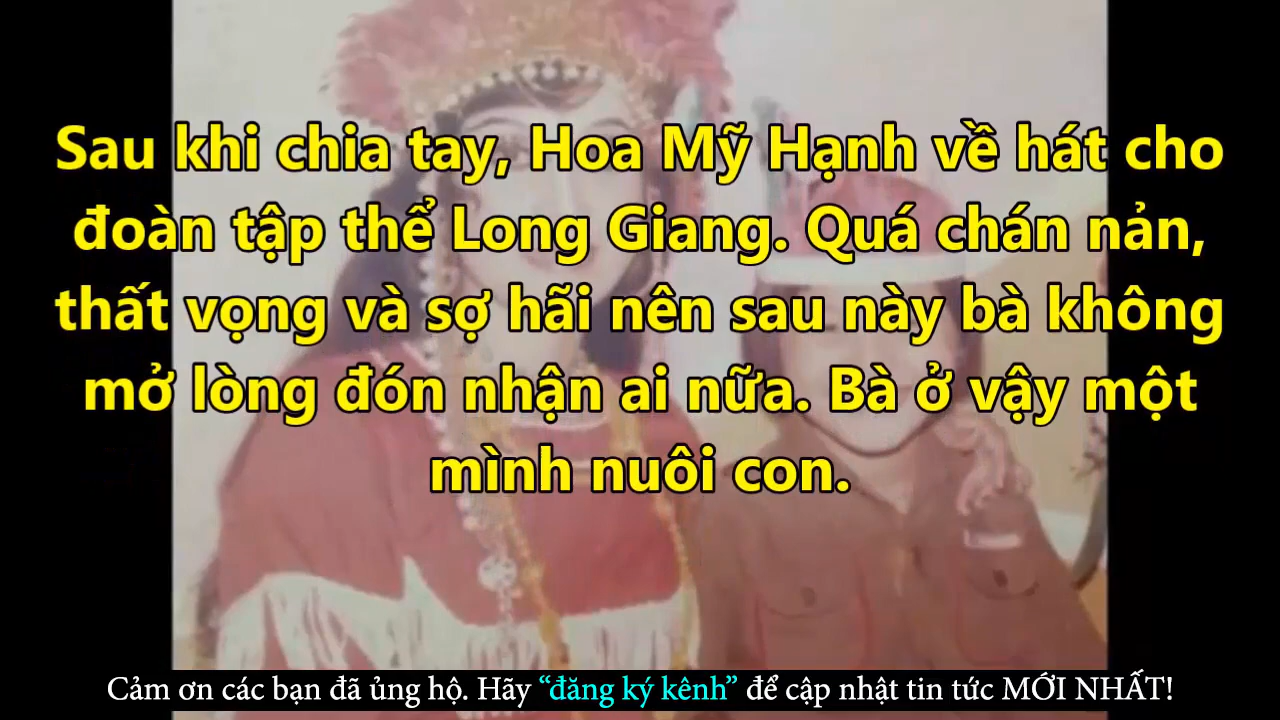 Sau khi chia tay, Hoa Mỹ Hạnh về hát cho
đoàn tập thể Long Giang. Quá chán nản,
thất vọng và sợ hãi nên sau này bà không
mở lòng đón nhận ai nữa. Bà ở vậy một
mình nuôi con.
Cảm ơn các bạn đã ủng hộ. Hãy “đăng ký kênh” để cập nhật tin tức MỚI NHẤT!